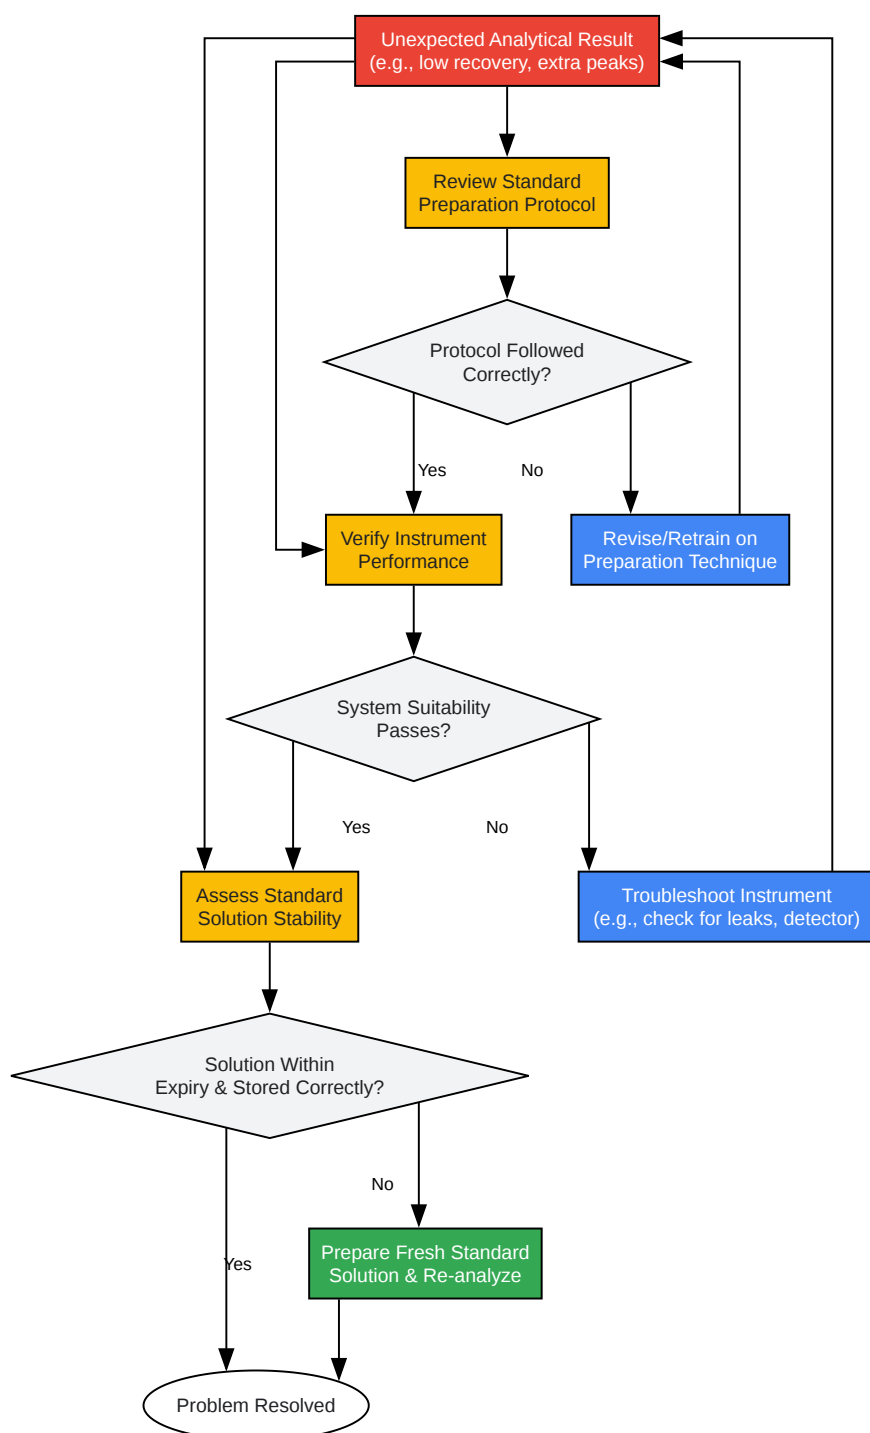 Unexpected Analytical Result
(e.g., low recovery, extra peaks)
Review Standard
Preparation Protocol
Protocol Followed
Correctly?
Yes
No
Verify Instrument
Performance
Revise/Retrain on
Preparation Technique
System Suitability
Passes?
Yes
No
Assess Standard
Solution Stability
Troubleshoot Instrument
(e.g., check for leaks, detector)
Solution Within
Expiry & Stored Correctly?
No
Yes
Prepare Fresh Standard
Solution & Re-analyze
Problem Resolved